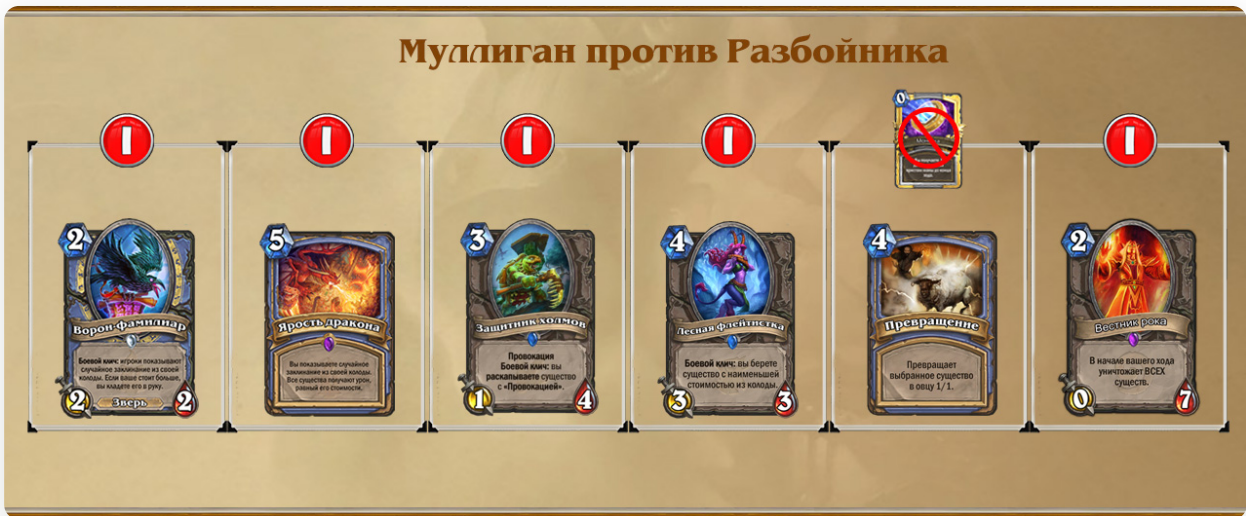 Муллиган против Разбойника
I
I
I
I
0
I
2
Ворон-фамилиар
Боевой клич: игроки показывают
случайное заклинание из своей
колоды. Если ваше стоит больше,
вы кладете его в руку.
2
Зверь
2
5
Ярость дракона
Вы показываете случайное
заклинание из своей колоды.
Все существа получают урон,
равный его стоимости.
3
Защитник холмов
Провокация
Боевой клич: вы
раскапываете существо
с «Провокацией».
1
4
4
Лесная флейтистка
Боевой клич: вы берете
существо с наименьшей
стоимостью из колоды.
3
3
4
Превращение
Превращает
выбранное существо
в овцу 1/1.
2
Вестник рока
В начале вашего хода
уничтожает ВСЕХ
существ.
0
7